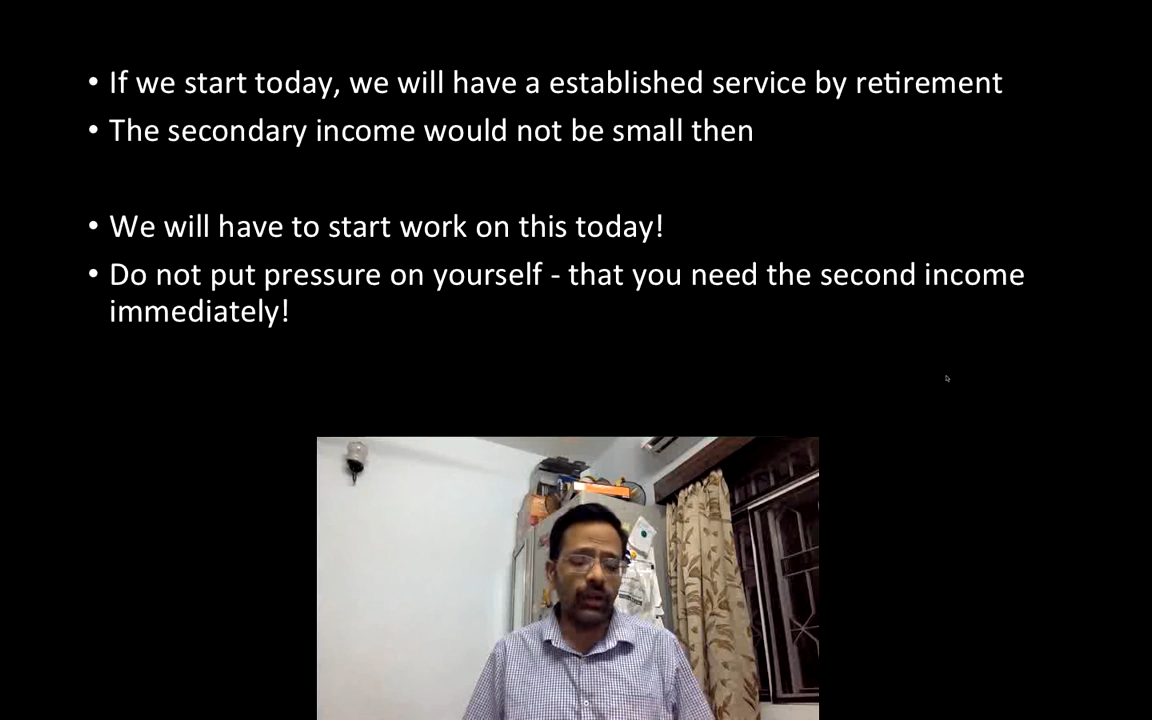 • If we start today, we will have a established service by retirement
• The secondary income would not be small then
• We will have to start work on this today!
• Do not put pressure on yourself - that you need the second income
immediately!